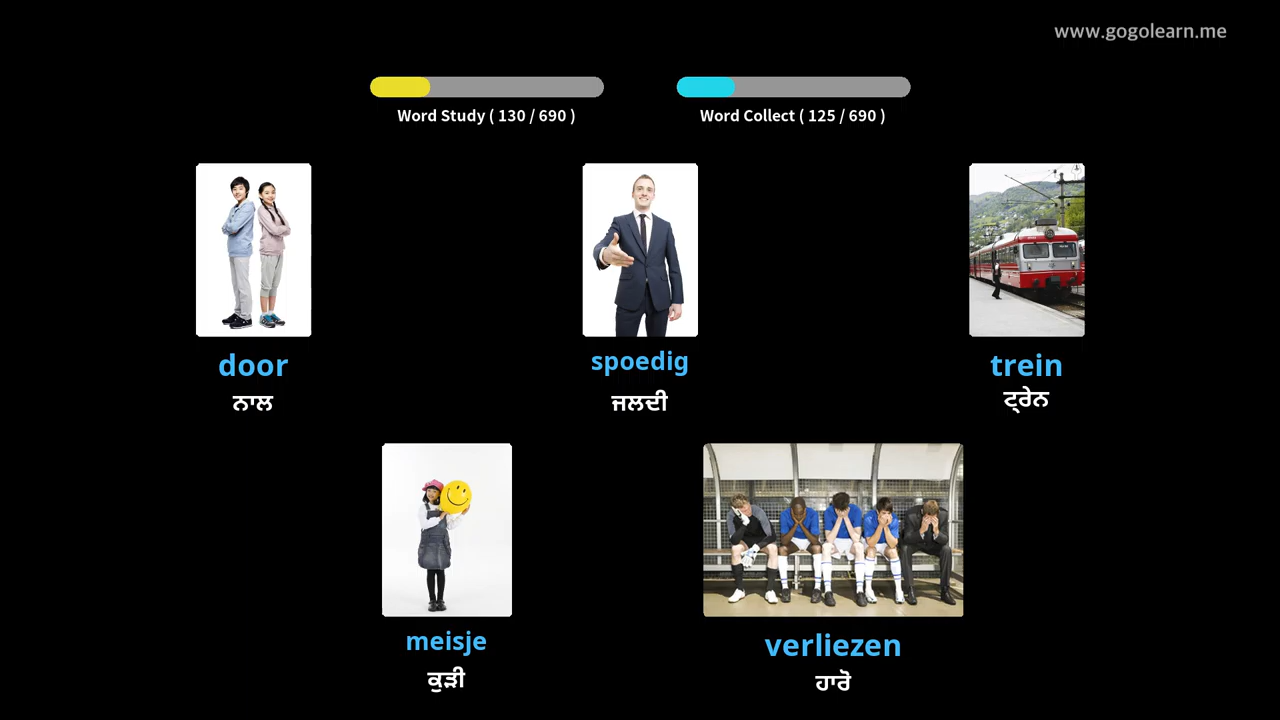 www.gogolearn.me
Word Study ( 130 / 690 )
Word Collect ( 125 / 690 )
door
ਨਾਲ
spoedig
ਜਲਦੀ
trein
ਟ੍ਰੇਨ
meisje
ਕੁੜੀ
verliezen
ਹਾਰੋ